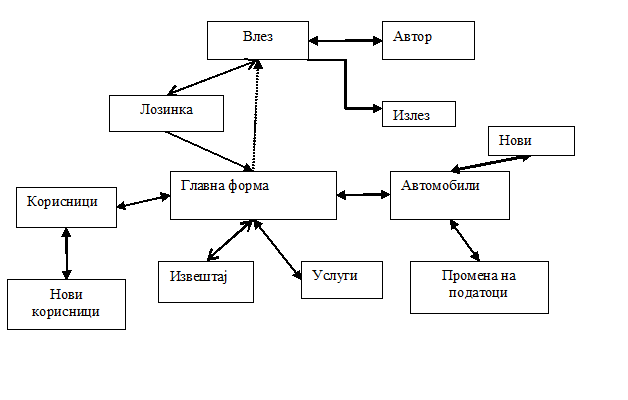 Влез
Автор
Лозинка
Излез
Нови
Главна форма
Автомобили
Корисници
Извештај
Услуги
Промена на
податоци
Нови
корисници